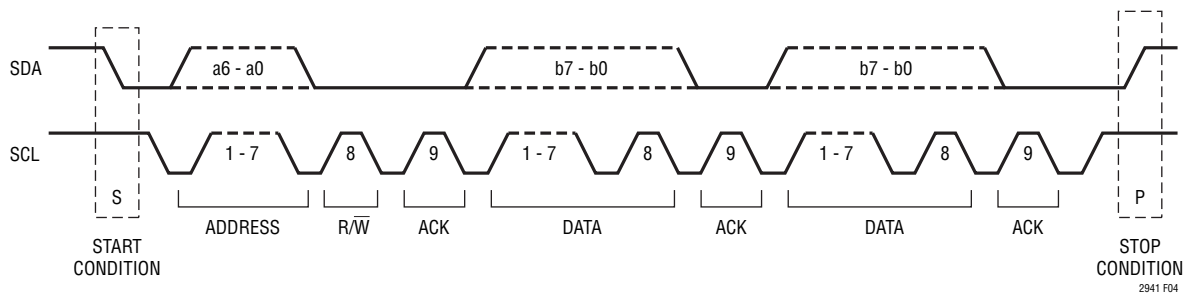 SDA
a6 - a0
b7 - b0
b7 - b0
SCL
1 - 7
8
9
1 - 7
8
9
1 - 7
8
9
S
P
ADDRESS
R/W̅
ACK
DATA
ACK
DATA
ACK
START
CONDITION
STOP
CONDITION
2941 F04